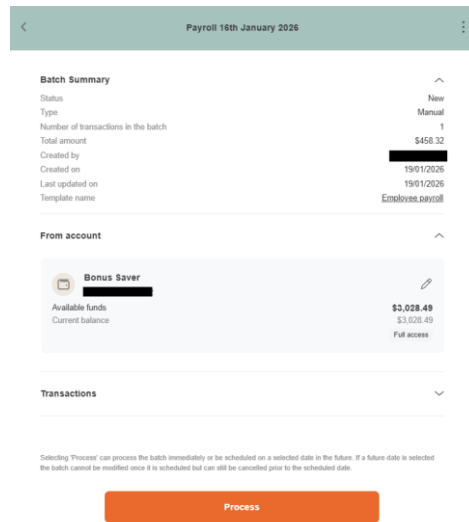 Payroll 16th January 2026
Batch Summary
Status New
Type Manual
Number of transactions in the batch 1
Total amount $458.32
Created by
Created on 19/01/2026
Last updated on 19/01/2026
Template name Employee payroll
From account
Bonus Saver
Available funds $3,028.49
Current balance $3,028.49
Full access
Transactions
Selecting 'Process' can process the batch immediately or be scheduled on a selected date in the future. If a future date is selected
the batch cannot be modified once it is scheduled but can still be cancelled prior to the scheduled date.
Process